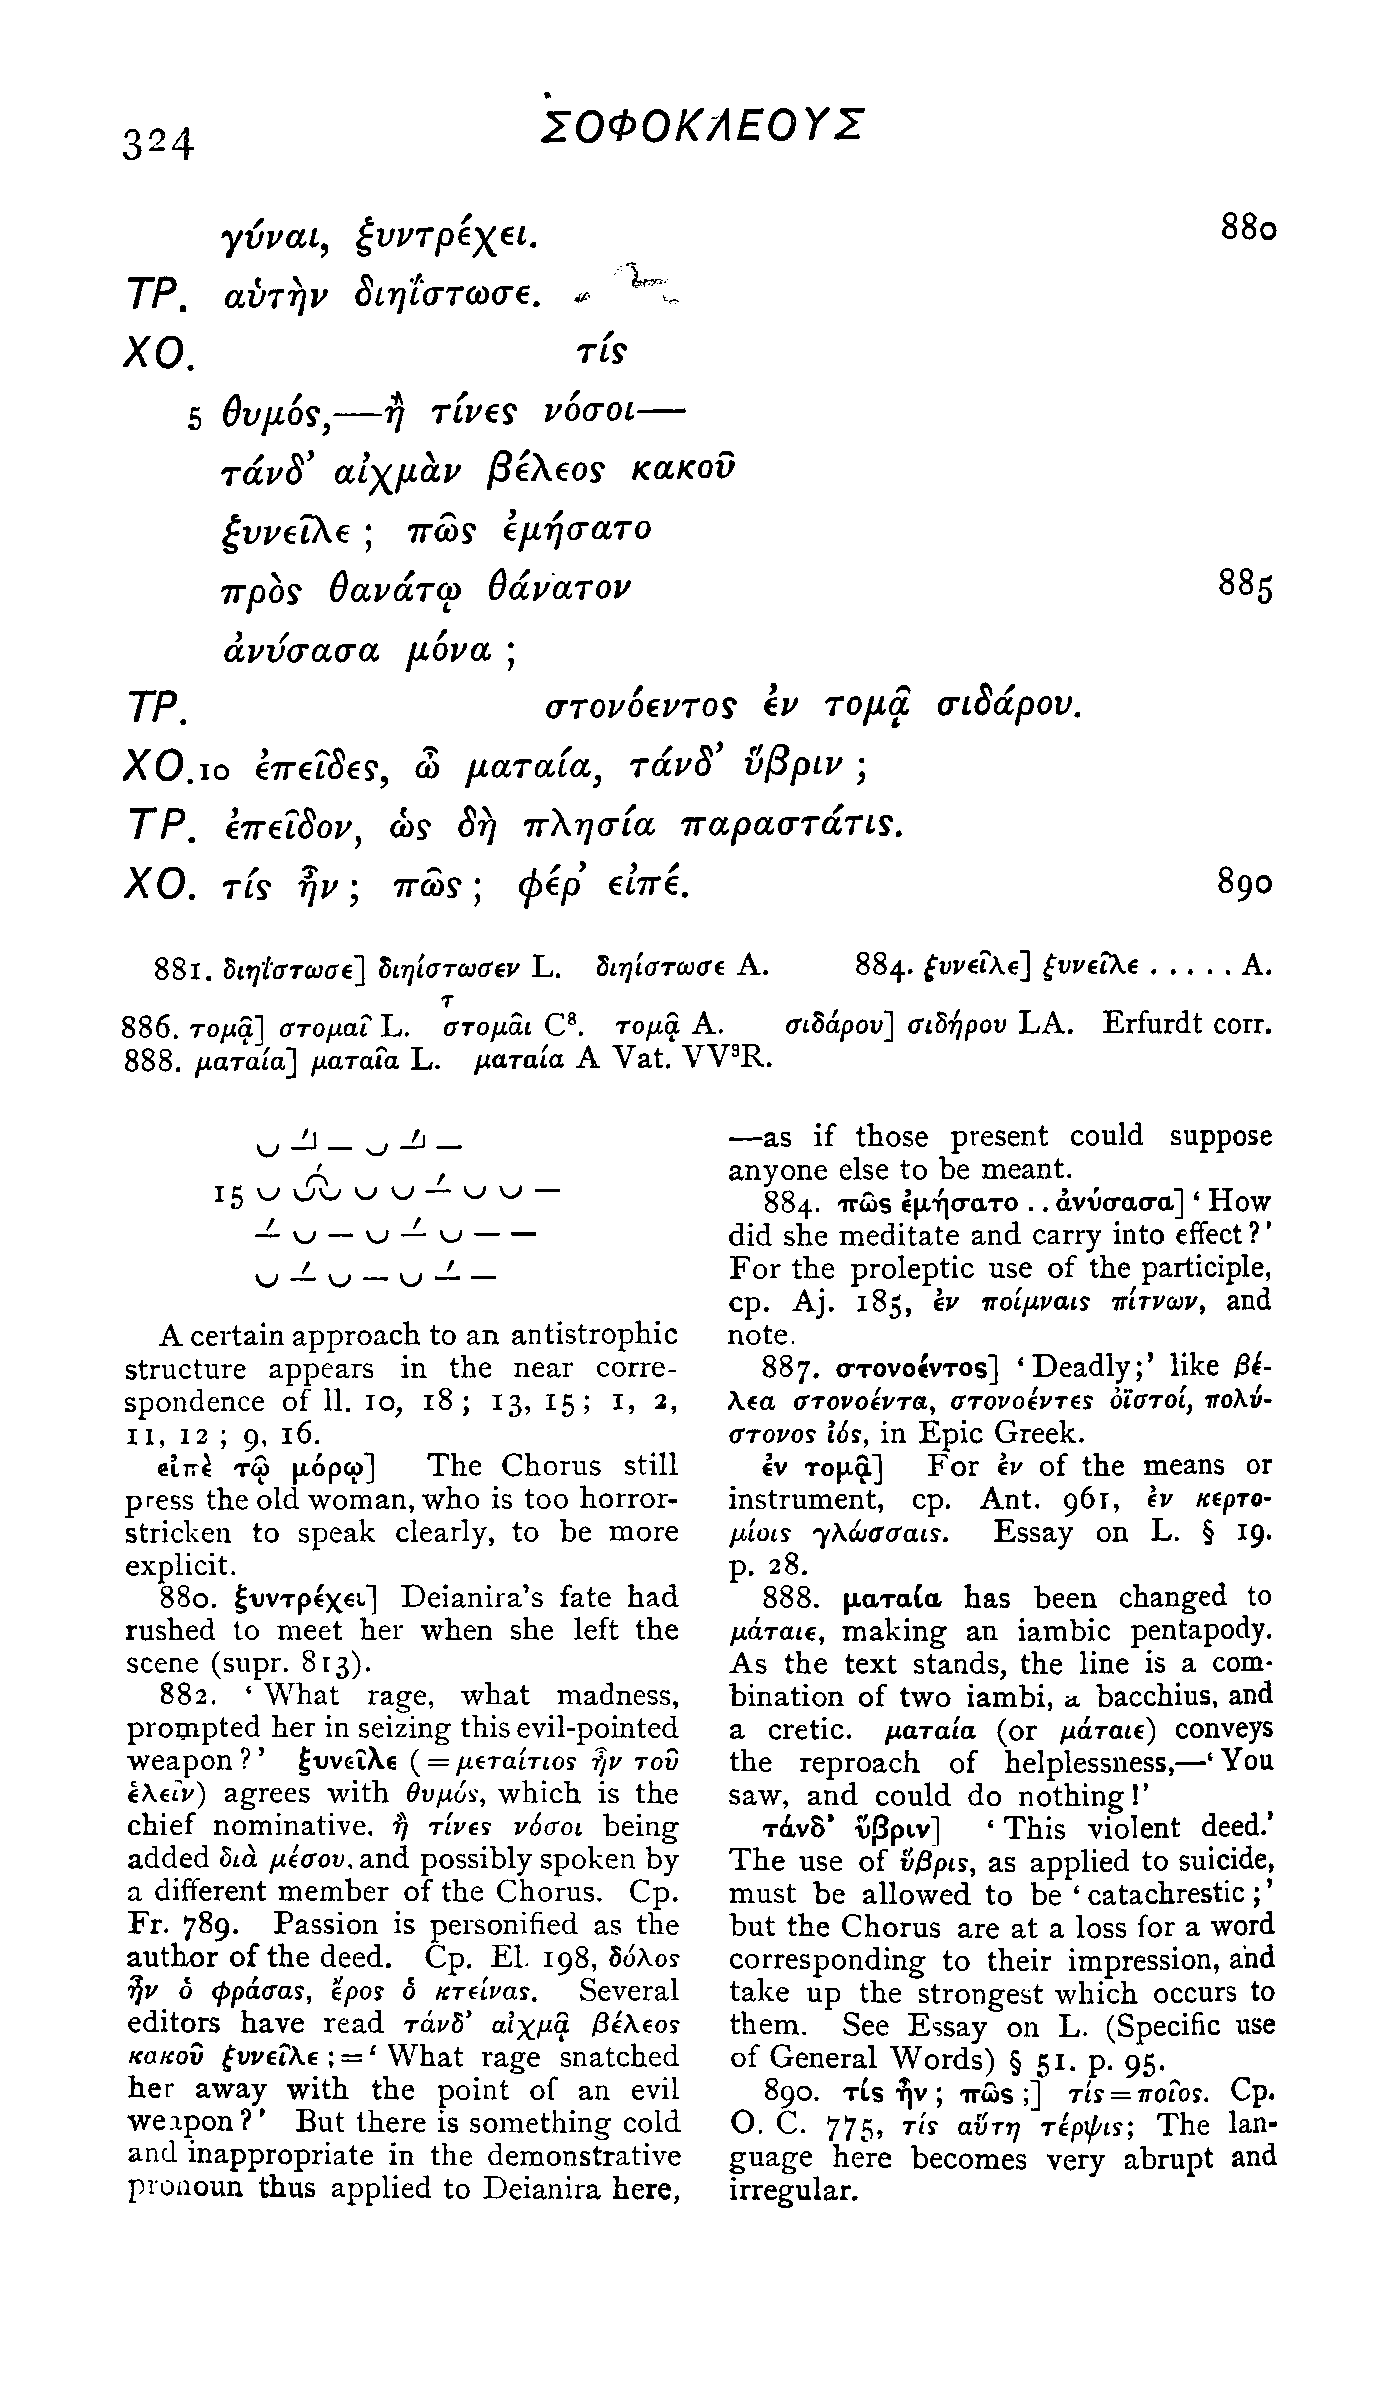 324
ΣΟΦΟΚΛΕΟΥΣ
γύναι, ξυντρέχει. 880
ΤΡ. αὑτὴν διηΐστωσε.
ΧΟ. τίς
5 θυμός,—ἢ τίνες νόσοι—
τάνδ’ αἰχμὰν βέλεος κακοῦ
ξυνεῖλε ; πῶς ἐμήσατο
πρὸς θανάτῳ θάνατον 885
ἀνύσασα μόνα ;
ΤΡ. στονόεντος ἐν τομᾷ σιδάρου.
ΧΟ. 10 ἐπεῖδες, ὦ ματαία, τάνδ’ ὕβριν ;
ΤΡ. ἐπεῖδον, ὡς δὴ πλησία παραστάτις.
ΧΟ. τίς ἦν ; πῶς ; φέρ’ εἰπέ. 890
881. διηΐστωσε] διηίστωσεν L. διηίστωσε A. 884. ξυνεῖλε] ξυνεῖλε . . . . . A.
τ
886. τομᾷ] στομαῖ L. στομᾶι C⁸. τομᾷ A. σιδάρου] σιδήρου LA. Erfurdt corr.
888. ματαία] ματαῖα L. ματαία A Vat. VV³R.
15
A certain approach to an antistrophic
structure appears in the near corre-
spondence of ll. 10, 18 ; 13, 15 ; 1, 2,
11, 12 ; 9, 16.
εἰπὲ τῷ μόρῳ] The Chorus still
press the old woman, who is too horror-
stricken to speak clearly, to be more
explicit.
880. ξυντρέχει] Deianira’s fate had
rushed to meet her when she left the
scene (supr. 813).
882. ‘ What rage, what madness,
prompted her in seizing this evil-pointed
weapon ? ’ ξυνεῖλε ( = μεταίτιος ἦν τοῦ
ἑλεῖν) agrees with θυμός, which is the
chief nominative, ἢ τίνες νόσοι being
added διὰ μέσου, and possibly spoken by
a different member of the Chorus. Cp.
Fr. 789. Passion is personified as the
author of the deed. Cp. El. 198, δόλος
ἦν ὁ φράσας, ἔρος ὁ κτείνας. Several
editors have read τάνδ’ αἰχμᾷ βέλεος
κακοῦ ξυνεῖλε ; = ‘ What rage snatched
her away with the point of an evil
weapon ? ’ But there is something cold
and inappropriate in the demonstrative
pronoun thus applied to Deianira here,
—as if those present could suppose
anyone else to be meant.
884. πῶς ἐμήσατο . . ἀνύσασα] ‘ How
did she meditate and carry into effect ? ’
For the proleptic use of the participle,
cp. Aj. 185, ἐν ποίμναις πίτνων, and
note.
887. στονοέντος] ‘ Deadly ;’ like βέ-
λεα στονοέντα, στονοέντες ὀϊστοί, πολύ-
στονος ἰός, in Epic Greek.
ἐν τομᾷ] For ἐν of the means or
instrument, cp. Ant. 961, ἐν κερτο-
μίοις γλώσσαις. Essay on L. § 19.
p. 28.
888. ματαία has been changed to
μάταιε, making an iambic pentapody.
As the text stands, the line is a com-
bination of two iambi, a bacchius, and
a cretic. ματαία (or μάταιε) conveys
the reproach of helplessness,—‘ You
saw, and could do nothing !’
τάνδ’ ὕβριν] ‘ This violent deed.’
The use of ὕβρις, as applied to suicide,
must be allowed to be ‘ catachrestic ;’
but the Chorus are at a loss for a word
corresponding to their impression, and
take up the strongest which occurs to
them. See Essay on L. (Specific use
of General Words) § 51. p. 95.
890. τίς ἦν ; πῶς ;] τίς = ποῖος. Cp.
O. C. 775, τίς αὕτη τέρψις ; The lan-
guage here becomes very abrupt and
irregular.